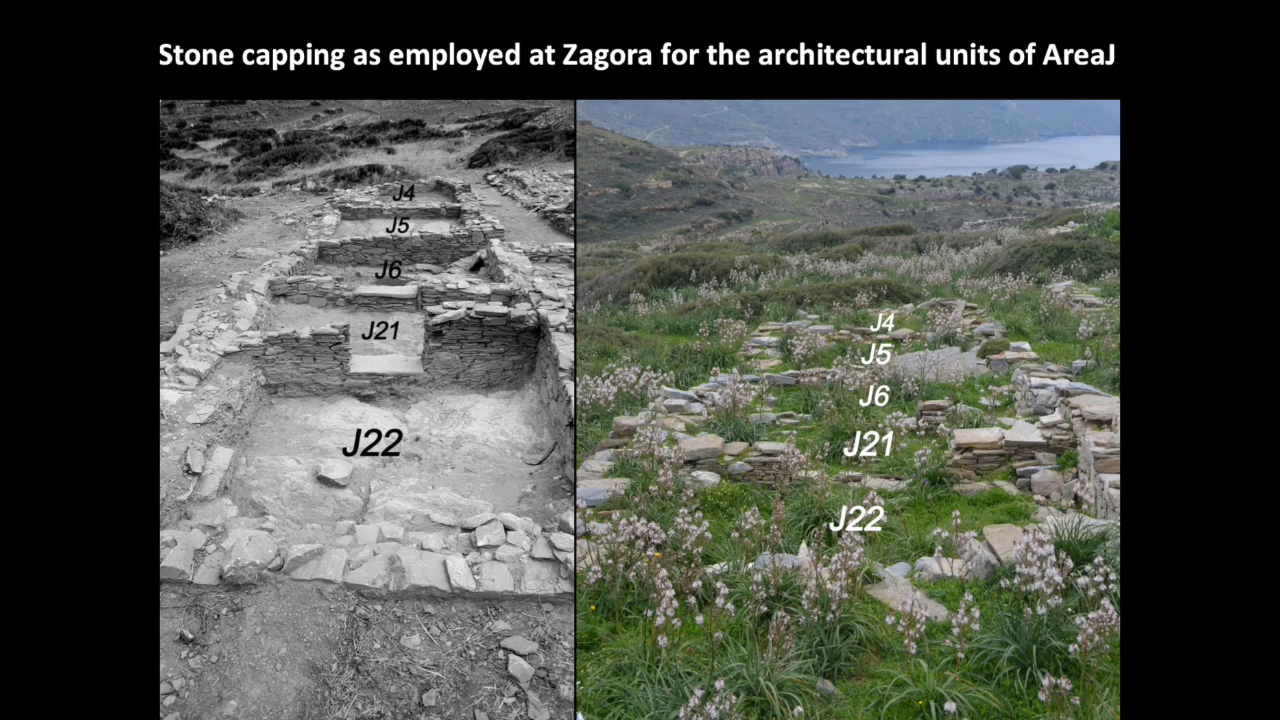 Stone capping as employed at Zagora for the architectural units of AreaJ
J4
J5
J6
J21
J22
J4
J5
J6
J21
J22